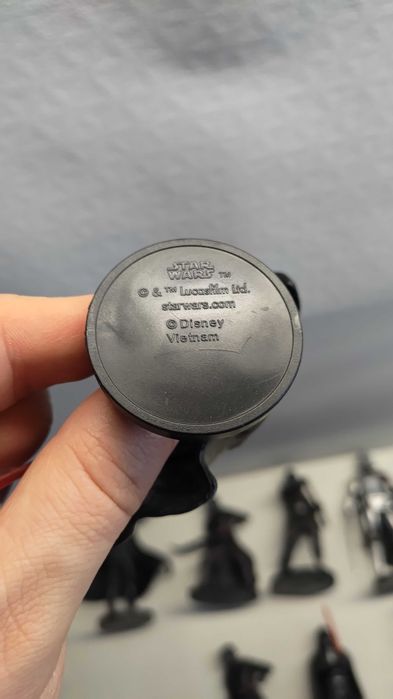 STAR
WARS ™
© & ™ Lucasfilm Ltd.
starwars.com
© Disney
Vietnam